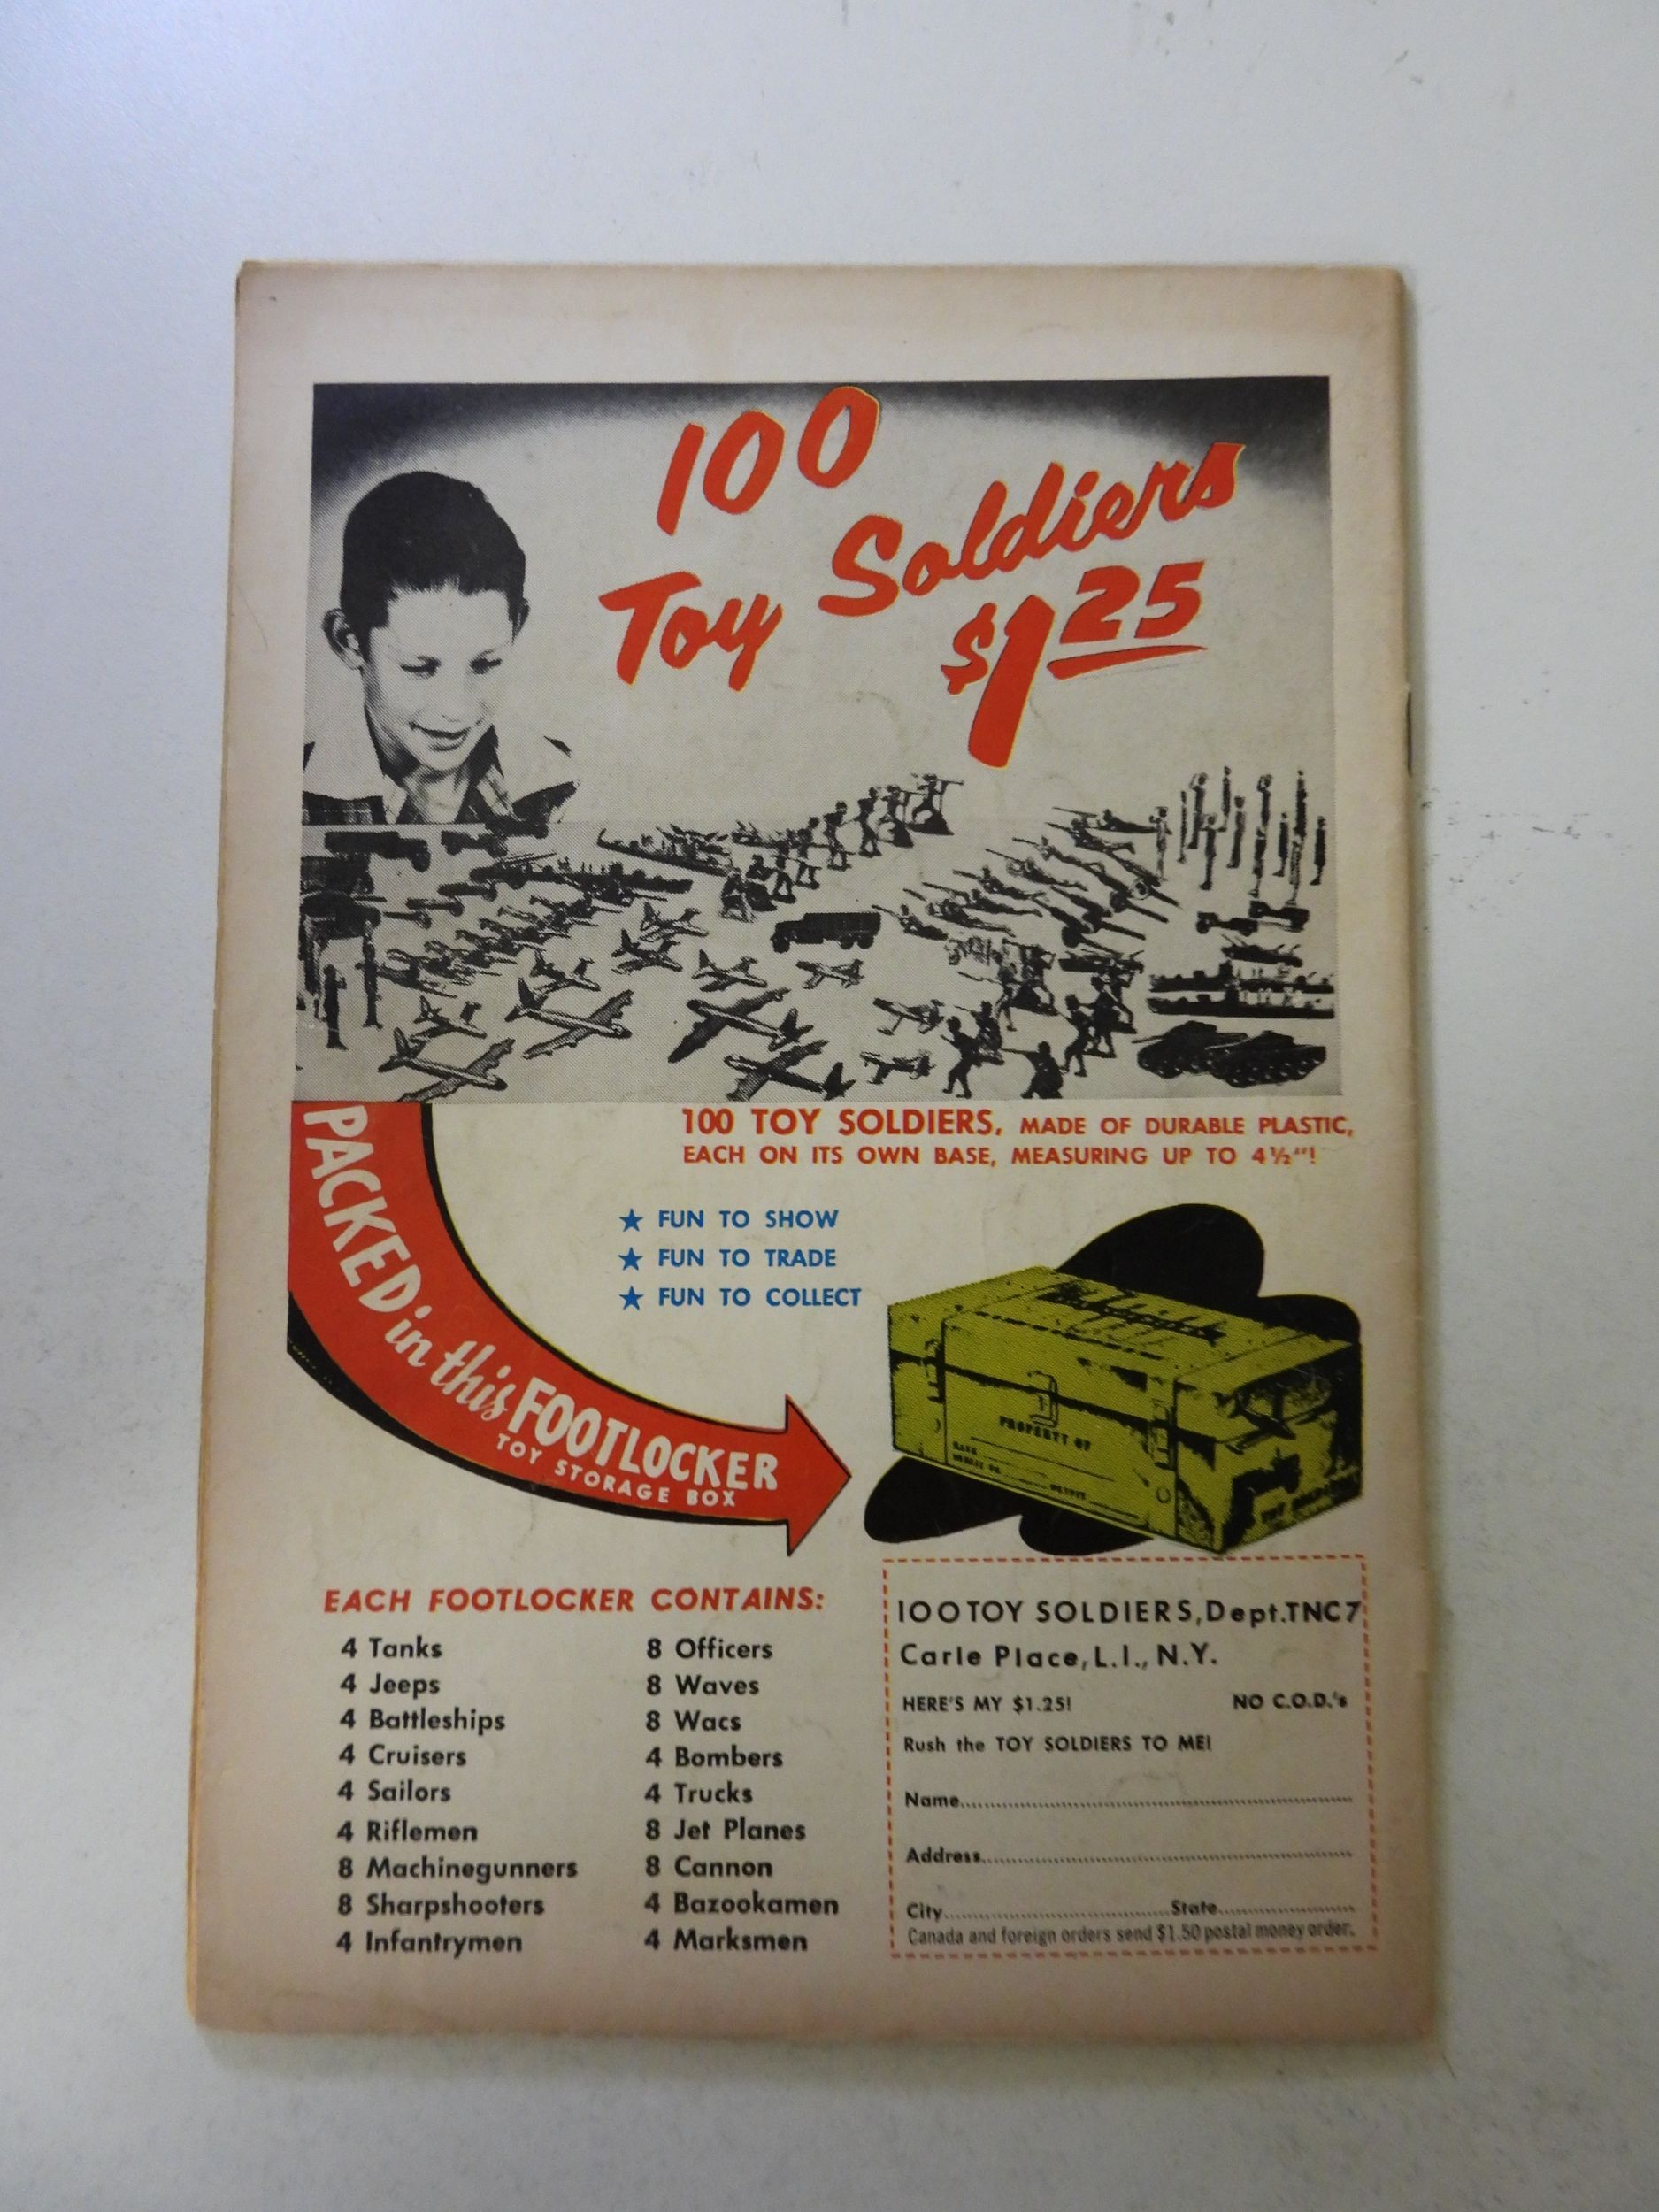 100
Toy Soldiers
$1 25
100 TOY SOLDIERS, MADE OF DURABLE PLASTIC,
EACH ON ITS OWN BASE, MEASURING UP TO 4½"!
PACKED in this FOOTLOCKER
TOY STORAGE BOX
★ FUN TO SHOW
★ FUN TO TRADE
★ FUN TO COLLECT
PROPERTY OF
EACH FOOTLOCKER CONTAINS:
4 Tanks
4 Jeeps
4 Battleships
4 Cruisers
4 Sailors
4 Riflemen
8 Machinegunners
8 Sharpshooters
4 Infantrymen
8 Officers
8 Waves
8 Wacs
4 Bombers
4 Trucks
8 Jet Planes
8 Cannon
4 Bazookamen
4 Marksmen
100 TOY SOLDIERS, Dept. TNC7
Carle Place, L.I., N.Y.
HERE'S MY $1.25! NO C.O.D.'s
Rush the TOY SOLDIERS TO ME!
Name
Address
City State
Canada and foreign orders send $1.50 postal money order.